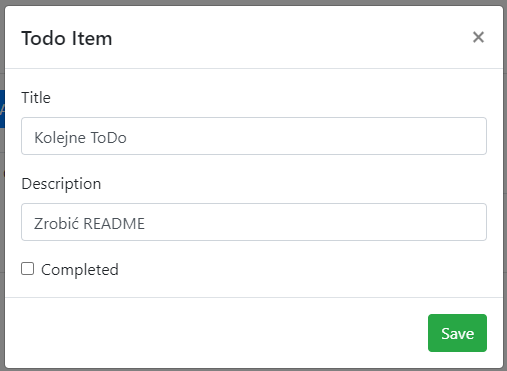 Todo Item ×
Title
Kolejne ToDo
Description
Zrobić README
Completed
Save